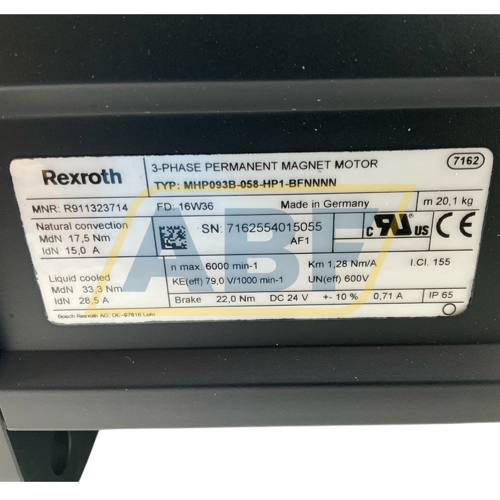 Rexroth
3-PHASE PERMANENT MAGNET MOTOR
7162
TYP: MHP093B-058-HP1-BFNNNN
MNR: R911323714
FD: 16W36
Made in Germany
m 20,1 kg
Natural convection
MdN 17,5 Nm
IdN 15,0 A
SN: 7162554015055
AF1
c RU US
CE
Liquid cooled
MdN 33,3 Nm
IdN 28,5 A
n max 6000 min-1
Km 1,28 Nm/A
I.Cl. 155
KE(eff) 79,0 V/1000 min-1
UN(eff) 600V
Brake 22,0 Nm DC 24 V +- 10 % 0,71 A
IP 65
Bosch Rexroth AG, DE-97816 Lohr
ABF